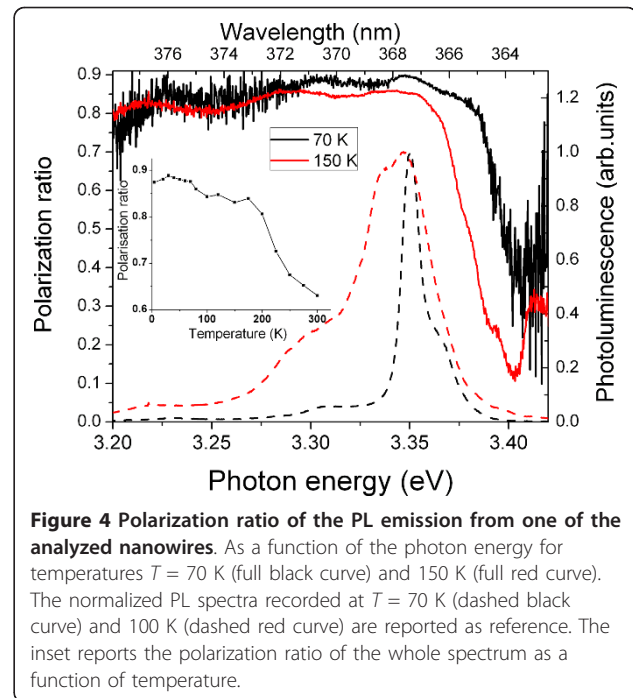 Wavelength (nm)
376 374 372 370 368 366 364
0.9
0.8
0.7
0.6
0.5
0.4
0.3
0.2
0.1
0.0
Polarization ratio
70 K
150 K
0.9
0.8
0.7
0.6
Polarisation ratio
0 100 200 300
Temperature (K)
1.2
1.0
0.8
0.6
0.4
0.2
0.0
Photoluminescence (arb.units)
3.20 3.25 3.30 3.35 3.40
Photon energy (eV)
Figure 4 Polarization ratio of the PL emission from one of the
analyzed nanowires. As a function of the photon energy for
temperatures T = 70 K (full black curve) and 150 K (full red curve).
The normalized PL spectra recorded at T = 70 K (dashed black
curve) and 100 K (dashed red curve) are reported as reference. The
inset reports the polarization ratio of the whole spectrum as a
function of temperature.